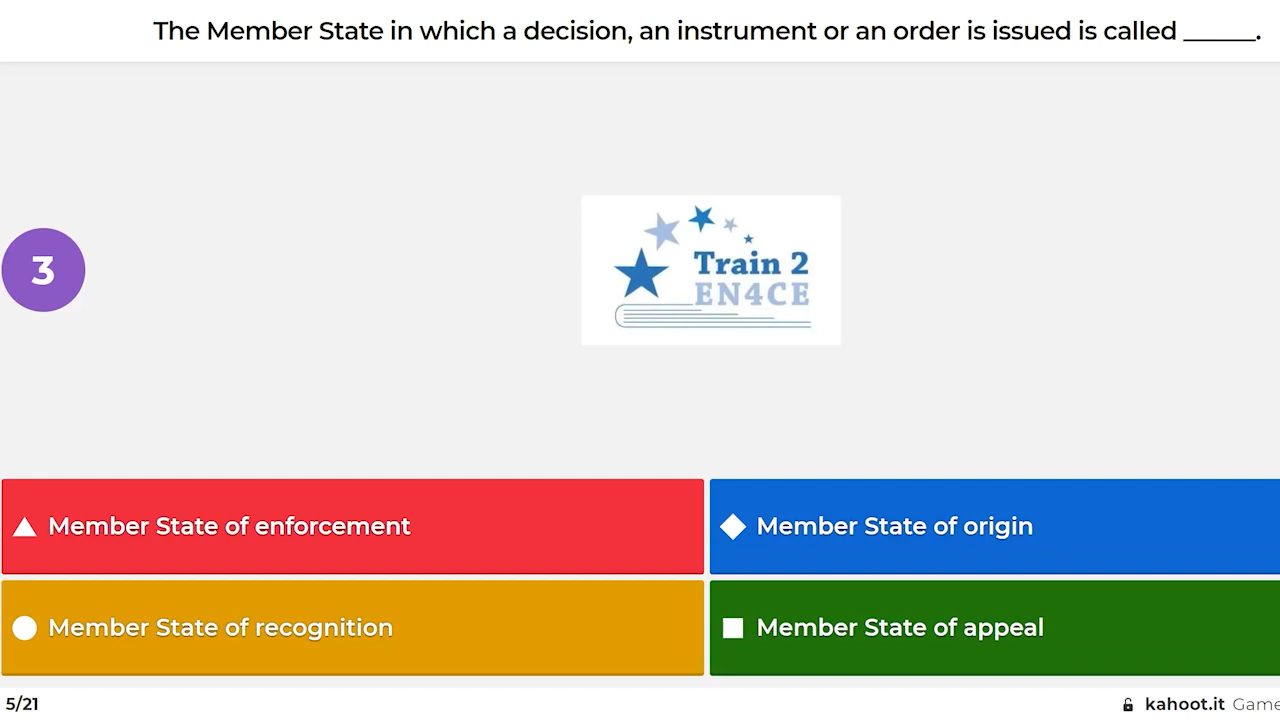 The Member State in which a decision, an instrument or an order is issued is called ______.
3
Train 2
EN4CE
Member State of enforcement
Member State of origin
Member State of recognition
Member State of appeal
5/21
kahoot.it Game